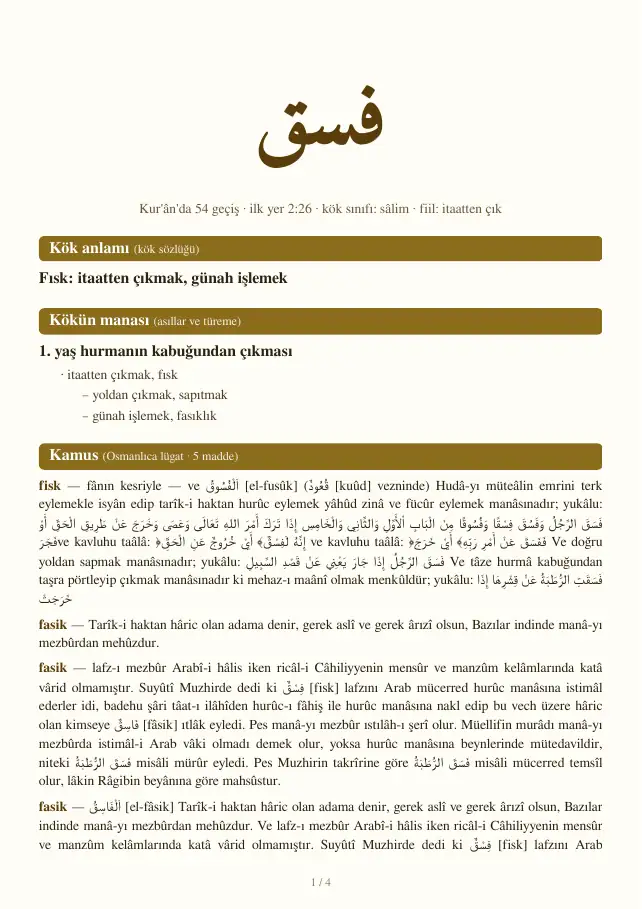 فسق
Kur'ân'da 54 geçiş · ilk yer 2:26 · kök sınıfı: sâlim · fiil: itaatten çık
Kök anlamı (kök sözlüğü)
Fısk: itaatten çıkmak, günah işlemek
Kökün manası (asıllar ve türeme)
1. yaş hurmanın kabuğundan çıkması
· itaatten çıkmak, fısk
– yoldan çıkmak, sapıtmak
– günah işlemek, fasıklık
Kamus (Osmanlıca lügat · 5 madde)
fisk — fânın kesriyle — ve اَلْفُسُوقُ [el-fusûk] (قُعُودٌ [kuûd] vezninde) Hudâ-yı müteâlin emrini terk
eylemekle isyân edip tarîk-i haktan hurûc eylemek yâhûd zinâ ve fücûr eylemek manâsınadır; yukâlu:
فَسَقَ الرَّجُلُ وَفَسُقَ فِسْقًا وَفُسُوقًا مِنَ الْبَابِ الْأَوَّلِ وَالثَّانِي وَالْخَامِسِ إِذَا تَرَكَ أَمْرَ اللهِ تَعَالَى وَعَصَى وَخَرَجَ عَنْ طَرِيقِ الْحَقِّ أَوْ
فَجَرَve kavluhu taâlâ: ﴿إِنَّهُ لَفِسْقٌ﴾ أَيْ خُرُوجٌ عَنِ الْحَقِّ ve kavluhu taâlâ: ﴿فَفَسَقَ عَنْ أَمْرِ رَبِّهِ﴾ أَيْ خَرَجَ Ve doğru
yoldan sapmak manâsınadır; yukâlu: فَسَقَ الرَّجُلُ إِذَا جَارَ يَعْنِي عَنْ قَصْدِ السَّبِيلِ Ve tâze hurmâ kabuğundan
taşra pörtleyip çıkmak manâsınadır ki mehaz-ı maânî olmak menkûldür; yukâlu: فَسَقَتِ الرُّطَبَةُ عَنْ قِشْرِهَا إِذَا
خَرَجَتْ
fasik — Tarîk-i haktan hâric olan adama denir, gerek aslî ve gerek ârızî olsun, Bazılar indinde manâ-yı
mezbûrdan mehûzdur.
fasik — lafz-ı mezbûr Arabî-i hâlis iken ricâl-i Câhiliyyenin mensûr ve manzûm kelâmlarında katâ
vârid olmamıştır. Suyûtî Muzhirde dedi ki فِسْقٌ [fisk] lafzını Arab mücerred hurûc manâsına istimâl
ederler idi, badehu şâri tâat-ı ilâhîden hurûc-ı fâhiş ile hurûc manâsına nakl edip bu vech üzere hâric
olan kimseye فَاسِقٌ [fâsik] ıtlâk eyledi. Pes manâ-yı mezbûr ıstılâh-ı şerî olur. Müellifin murâdı manâ-yı
mezbûrda istimâl-i Arab vâki olmadı demek olur, yoksa hurûc manâsına beynlerinde mütedavildir,
niteki فَسَقَ الرُّطَبَةُ misâli mürûr eyledi. Pes Muzhirin takrîrine göre فَسَقَ الرُّطَبَةُ misâli mücerred temsîl
olur, lâkin Râgibin beyânına göre mahsûstur.
fasik — اَلْفَاسِقُ [el-fâsik] Tarîk-i haktan hâric olan adama denir, gerek aslî ve gerek ârızî olsun, Bazılar
indinde manâ-yı mezbûrdan mehûzdur. Ve lafz-ı mezbûr Arabî-i hâlis iken ricâl-i Câhiliyyenin mensûr
ve manzûm kelâmlarında katâ vârid olmamıştır. Suyûtî Muzhirde dedi ki فِسْقٌ [fisk] lafzını Arab
1 / 4